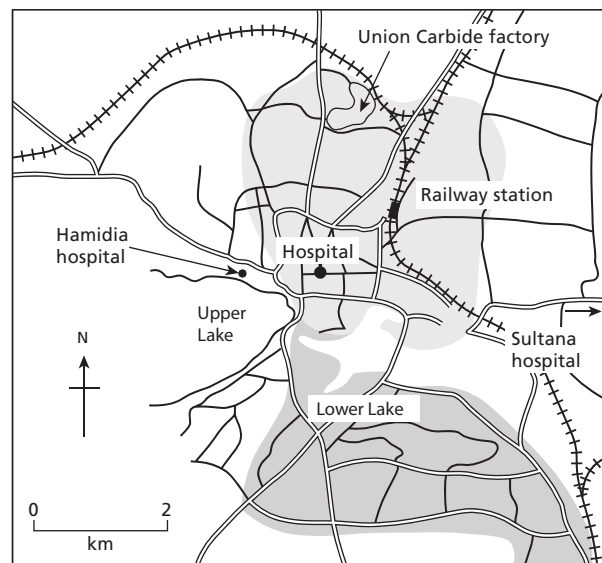 Union Carbide factory
Railway station
Hamidia
hospital
Hospital
Upper
Lake
N
Sultana
hospital
Lower Lake
0 2
km